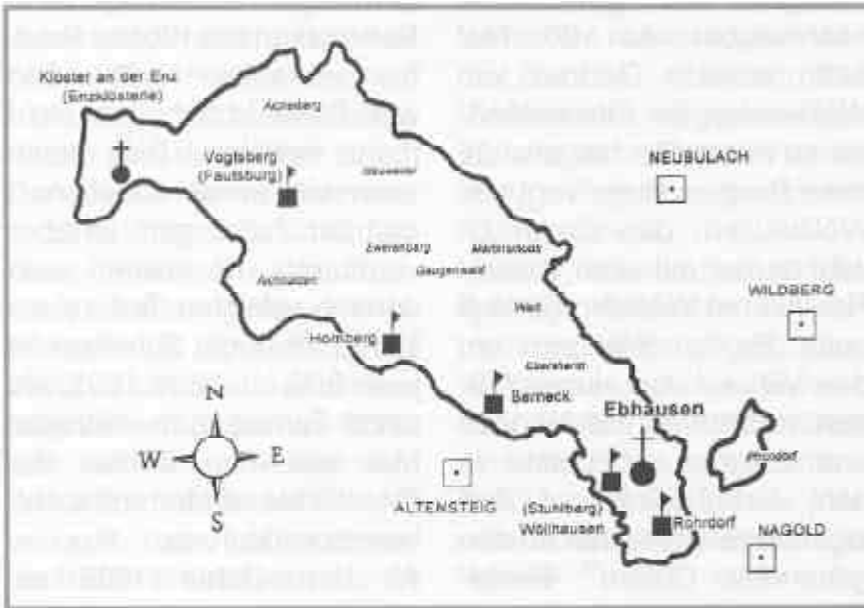 Kloster an der Enz
(Enzklösterle)
Aichelberg
Vogtsberg
(Fautsburg)
NEUBULACH
Zwerenberg
Martinsmoos
Gaugenwald
Wart
WILDBERG
Hornberg
Ebershardt
Berneck
Ebhausen
N
W
E
S
ALTENSTEIG
(Stuhlberg)
Wöllhausen
Rohrdorf
Pfrondorf
NAGOLD